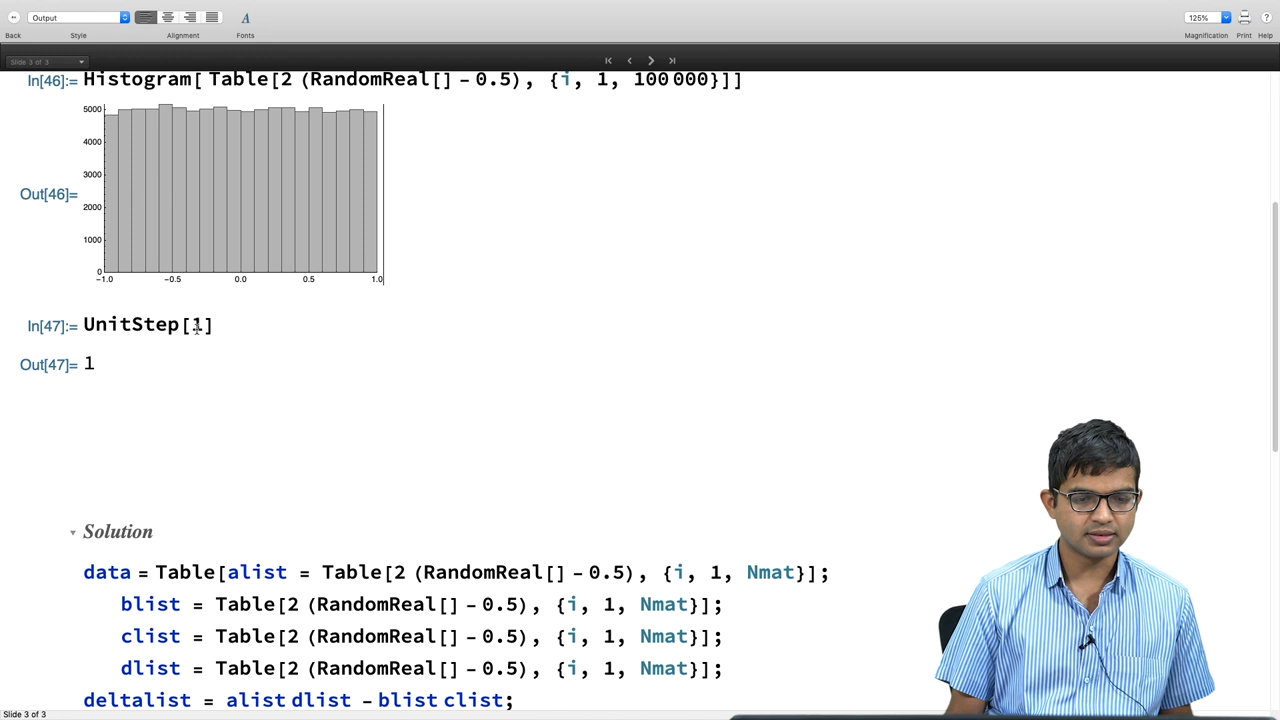 Output
125%
Back
Style
Alignment
Fonts
Magnification
Print
Help
Slide 3 of 3
In[46]:= Histogram[ Table[2 (RandomReal[] - 0.5), {i, 1, 100 000}]]
5000
4000
3000
Out[46]=
2000
1000
0
-1.0 -0.5 0.0 0.5 1.0
In[47]:= UnitStep[1]
Out[47]= 1
Solution
data = Table[alist = Table[2 (RandomReal[] - 0.5), {i, 1, Nmat}];
blist = Table[2 (RandomReal[] - 0.5), {i, 1, Nmat}];
clist = Table[2 (RandomReal[] - 0.5), {i, 1, Nmat}];
dlist = Table[2 (RandomReal[] - 0.5), {i, 1, Nmat}];
deltalist = alist dlist - blist clist;
Slide 3 of 3